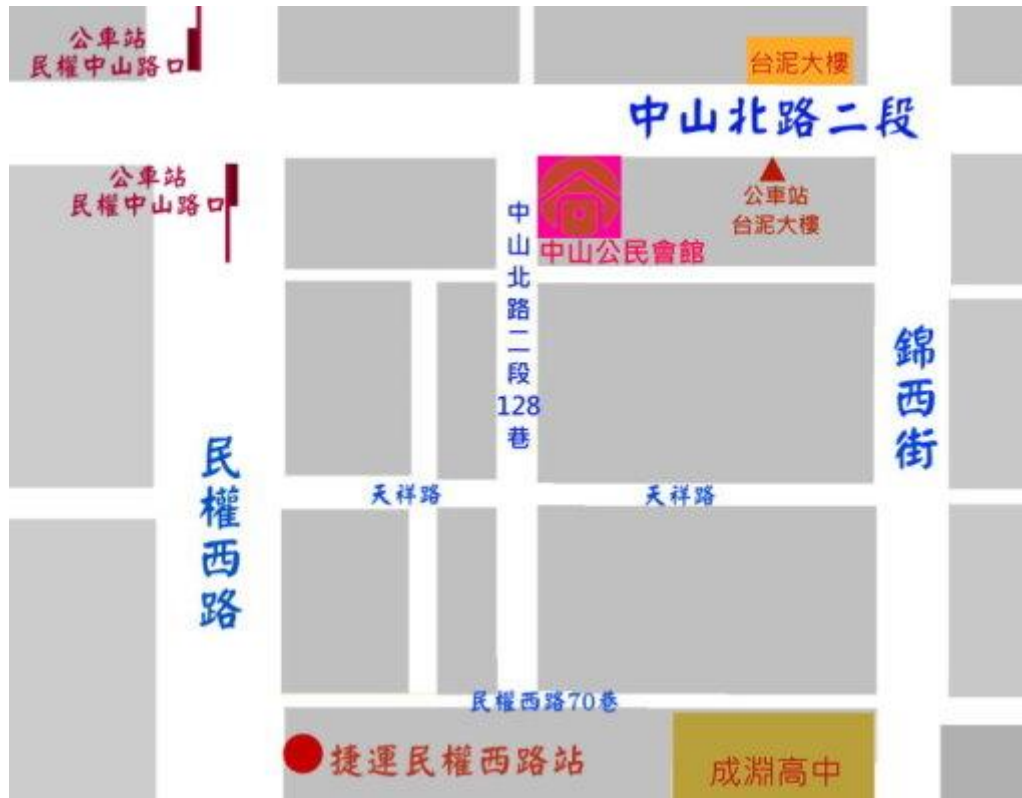 公車站
民權中山路口
台泥大樓
中山北路二段
公車站
民權中山路口
公車站
台泥大樓
中山公民會館
中山北路二段128巷
錦西街
民權西路
天祥路
天祥路
民權西路70巷
捷運民權西路站
成淵高中